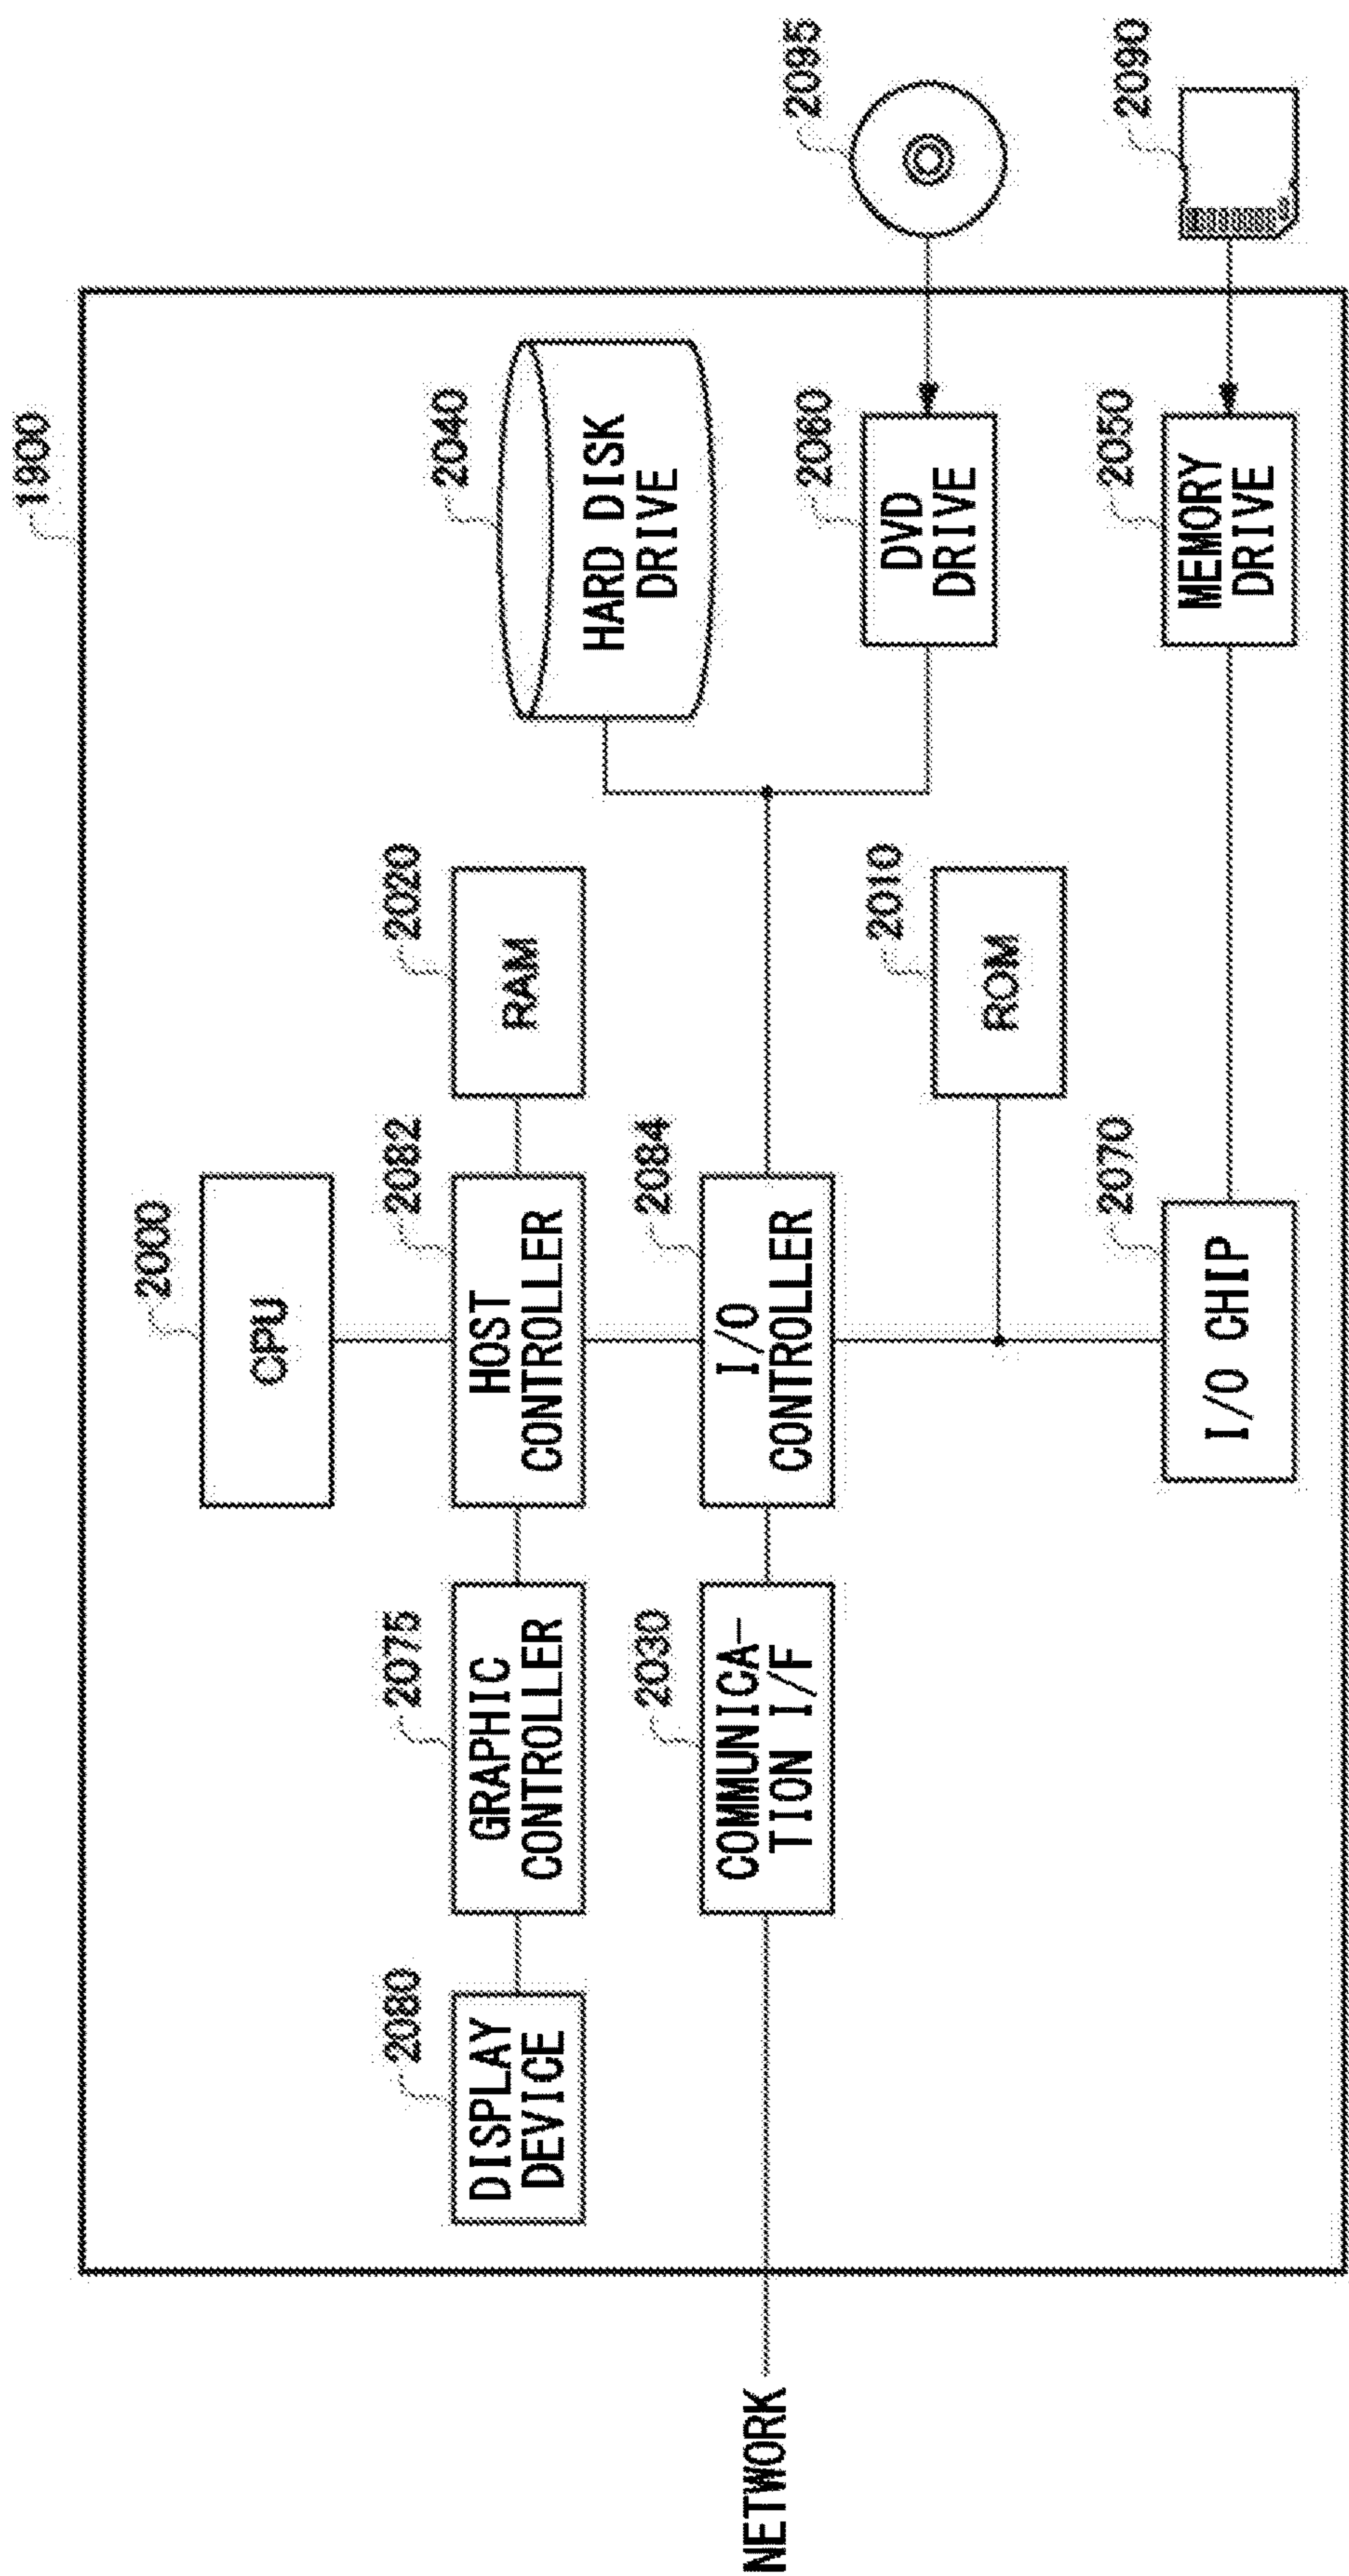 1900
2000
CPU
2080
DISPLAY
DEVICE
2075
GRAPHIC
CONTROLLER
2082
HOST
CONTROLLER
2020
RAM
2040
HARD DISK
DRIVE
2095
NETWORK
2030
COMMUNICA-
TION I/F
2084
I/O
CONTROLLER
2010
ROM
2060
DVD
DRIVE
2070
I/O CHIP
2050
MEMORY
DRIVE
2090